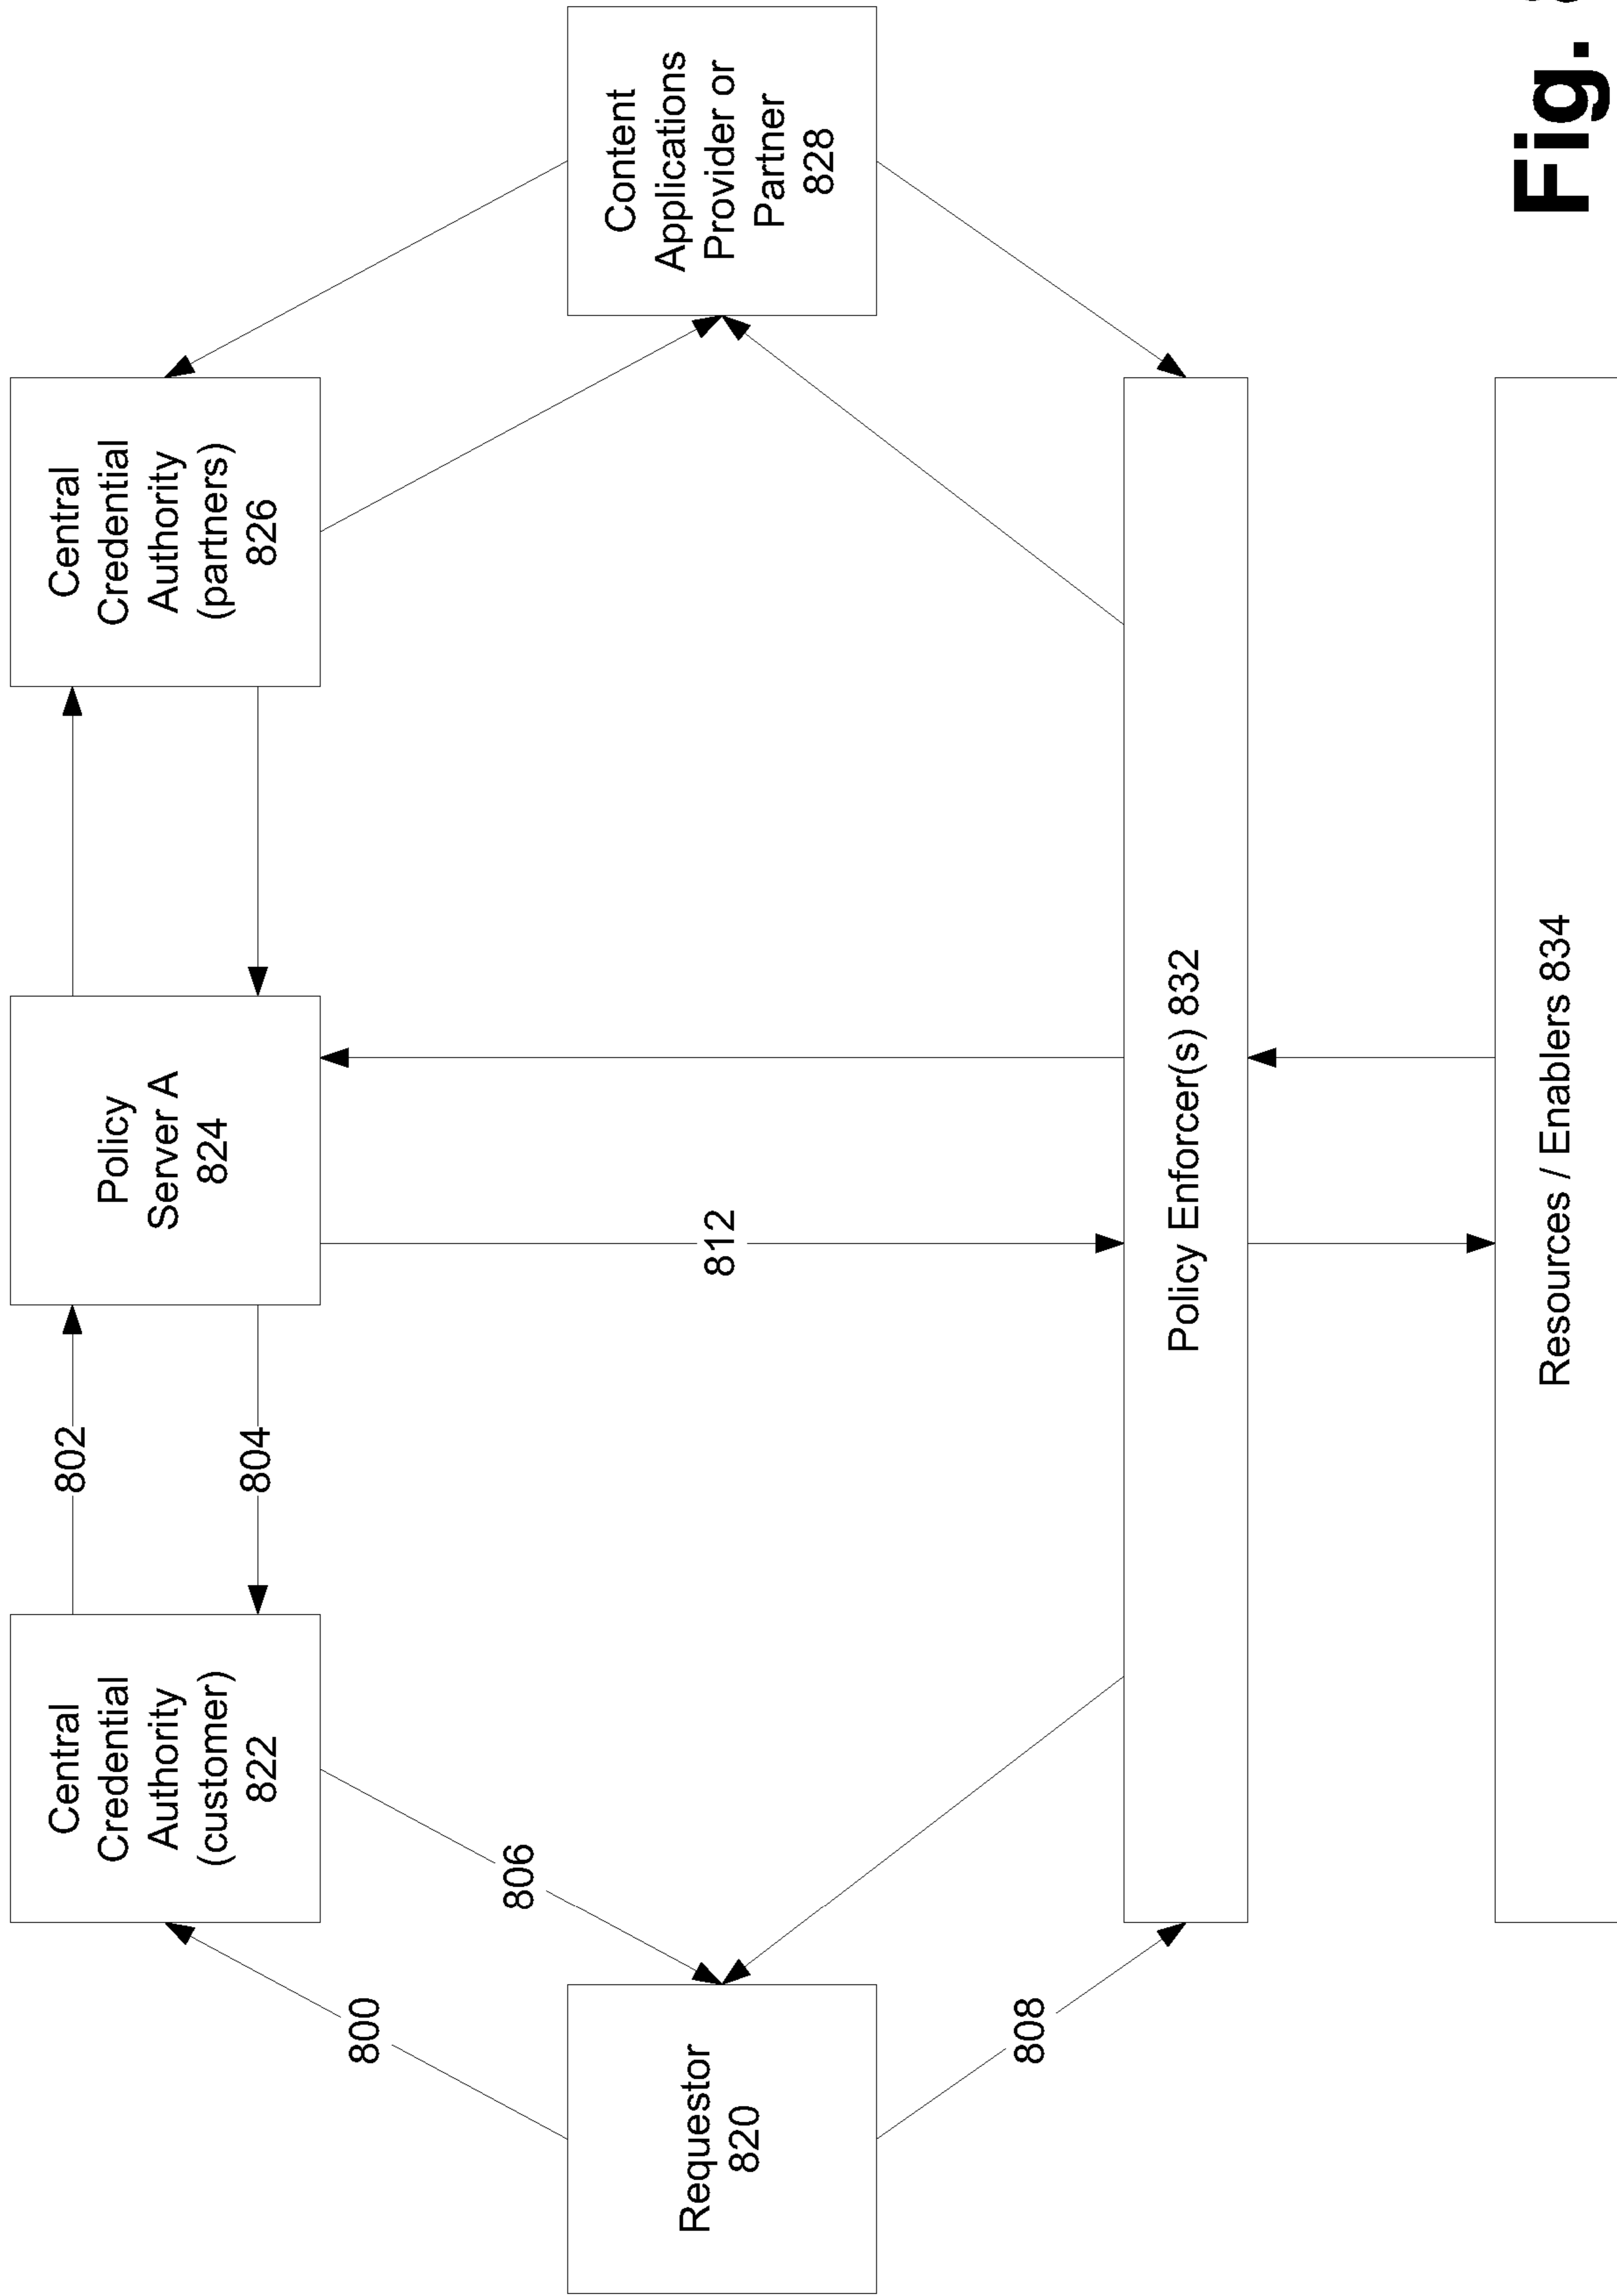 Central
Credential
Authority
(customer)
822
802
804
Policy
Server A
824
Central
Credential
Authority
(partners)
826
800
806
812
Requestor
820
Content
Applications
Provider or
Partner
828
808
Policy Enforcer(s) 832
Resources / Enablers 834
Fig.